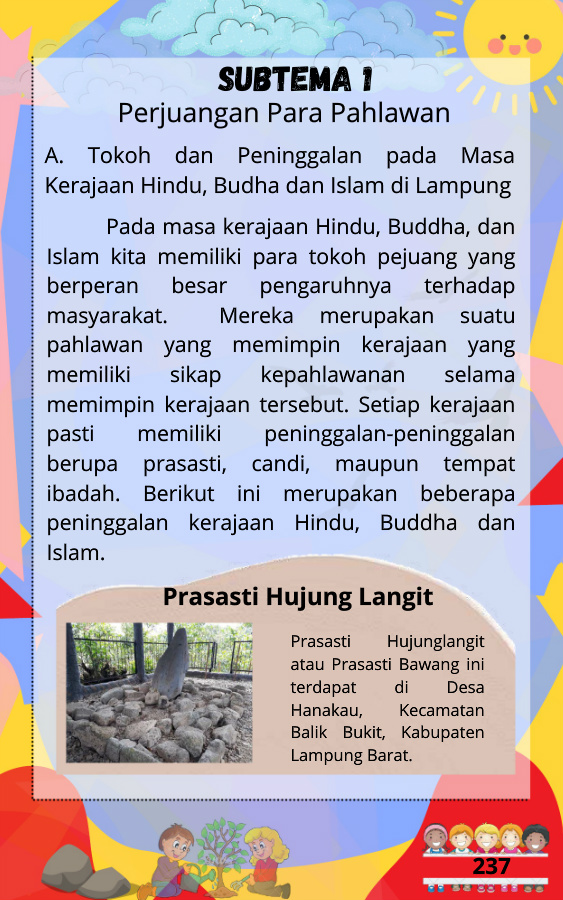 SUBTEMA 1
Perjuangan Para Pahlawan
A. Tokoh dan Peninggalan pada Masa
Kerajaan Hindu, Budha dan Islam di Lampung
Pada masa kerajaan Hindu, Buddha, dan
Islam kita memiliki para tokoh pejuang yang
berperan besar pengaruhnya terhadap
masyarakat. Mereka merupakan suatu
pahlawan yang memimpin kerajaan yang
memiliki sikap kepahlawanan selama
memimpin kerajaan tersebut. Setiap kerajaan
pasti memiliki peninggalan-peninggalan
berupa prasasti, candi, maupun tempat
ibadah. Berikut ini merupakan beberapa
peninggalan kerajaan Hindu, Buddha dan
Islam.
Prasasti Hujung Langit
Prasasti Hujunglangit
atau Prasasti Bawang ini
terdapat di Desa
Hanakau, Kecamatan
Balik Bukit, Kabupaten
Lampung Barat.
237